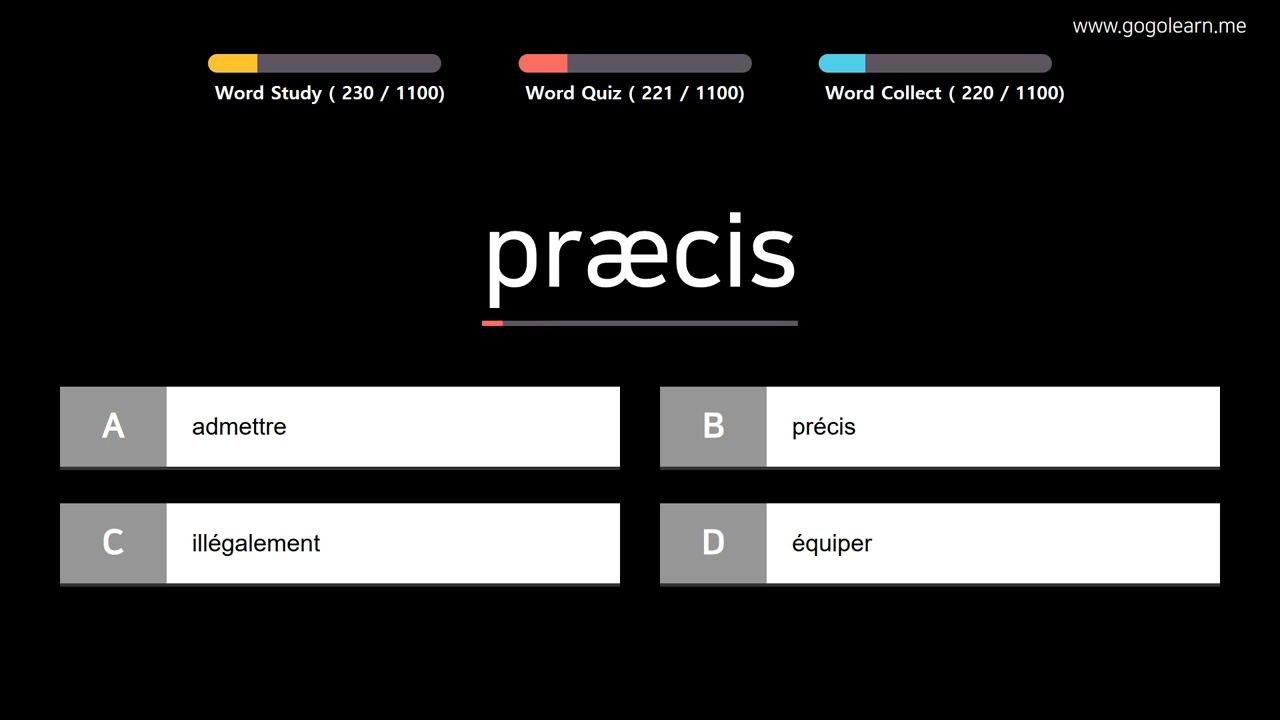 www.gogolearn.me
Word Study ( 230 / 1100)
Word Quiz ( 221 / 1100)
Word Collect ( 220 / 1100)
præcis
A admettre
B précis
C illégalement
D équiper